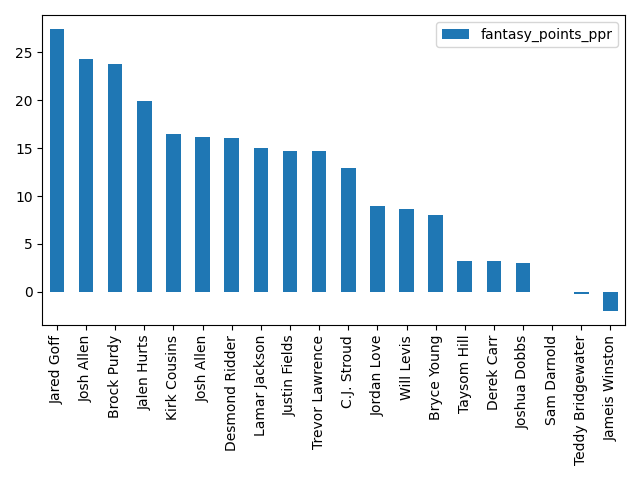 fantasy_points_ppr
25
20
15
10
5
0
Jared Goff
Josh Allen
Brock Purdy
Jalen Hurts
Kirk Cousins
Josh Allen
Desmond Ridder
Lamar Jackson
Justin Fields
Trevor Lawrence
C.J. Stroud
Jordan Love
Will Levis
Bryce Young
Taysom Hill
Derek Carr
Joshua Dobbs
Sam Darnold
Teddy Bridgewater
Jameis Winston